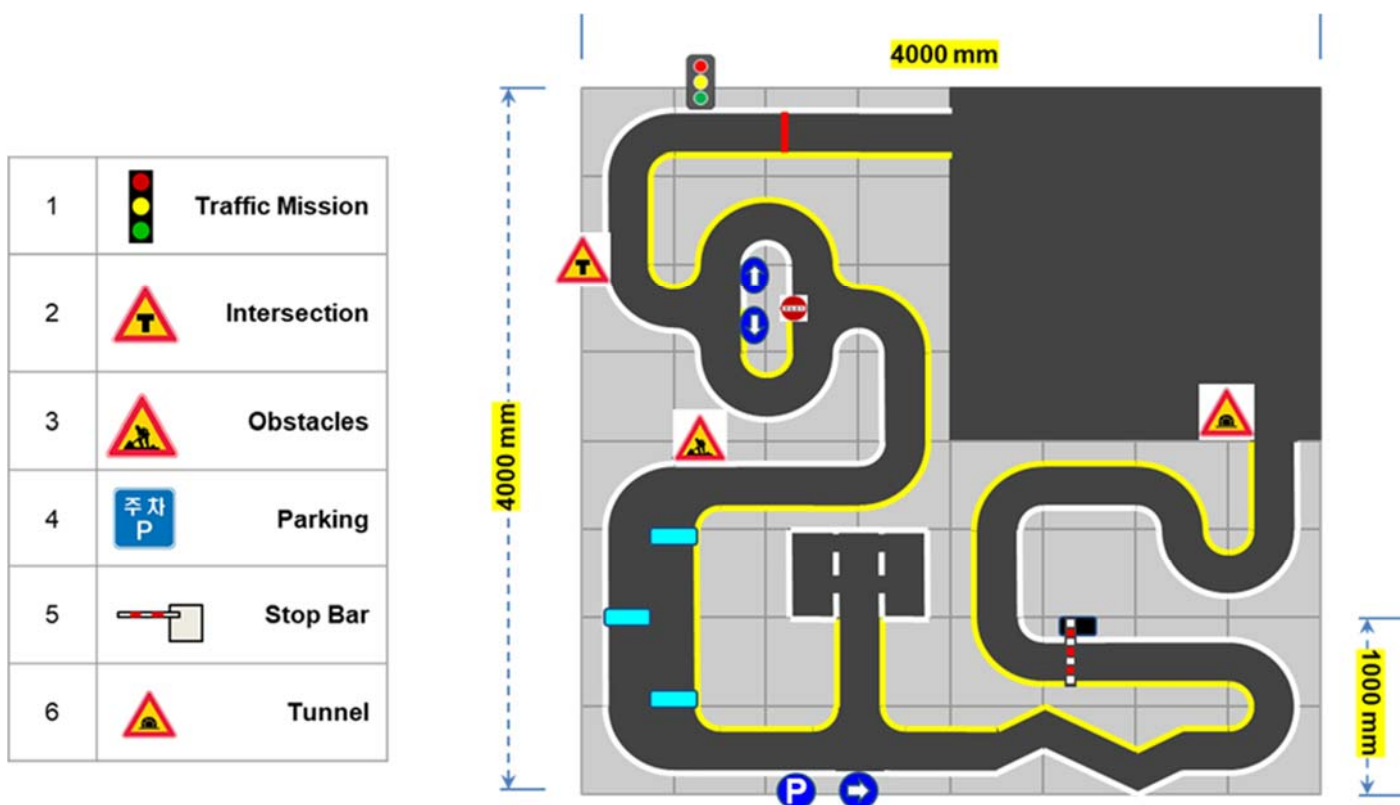 1 Traffic Mission
2 Intersection
3 Obstacles
4 주차
P Parking
5 Stop Bar
6 Tunnel
4000 mm
4000 mm
1000 mm
P